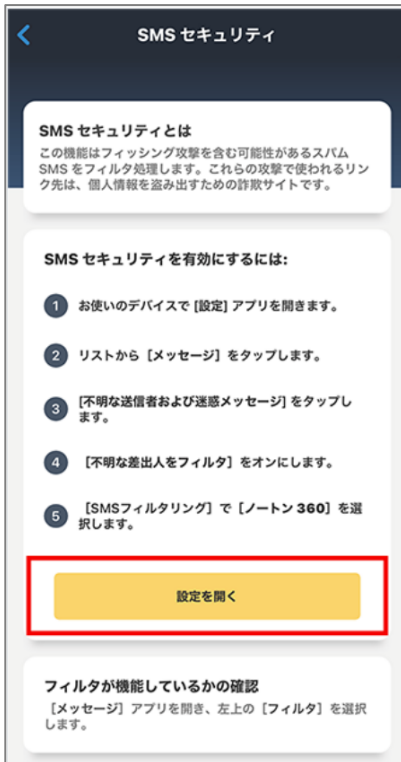 SMS セキュリティ
SMS セキュリティとは
この機能はフィッシング攻撃を含む可能性があるスパム
SMS をフィルタ処理します。これらの攻撃で使われるリン
ク先は、個人情報を盗み出すための詐欺サイトです。
SMS セキュリティを有効にするには:
1 お使いのデバイスで [設定] アプリを開きます。
2 リストから［メッセージ］をタップします。
3 [不明な送信者および迷惑メッセージ] をタップし
ます。
4 ［不明な差出人をフィルタ］をオンにします。
5 ［SMSフィルタリング］で［ノートン 360］を選
択します。
設定を開く
フィルタが機能しているかの確認
［メッセージ］アプリを開き、左上の［フィルタ］を選択
します。